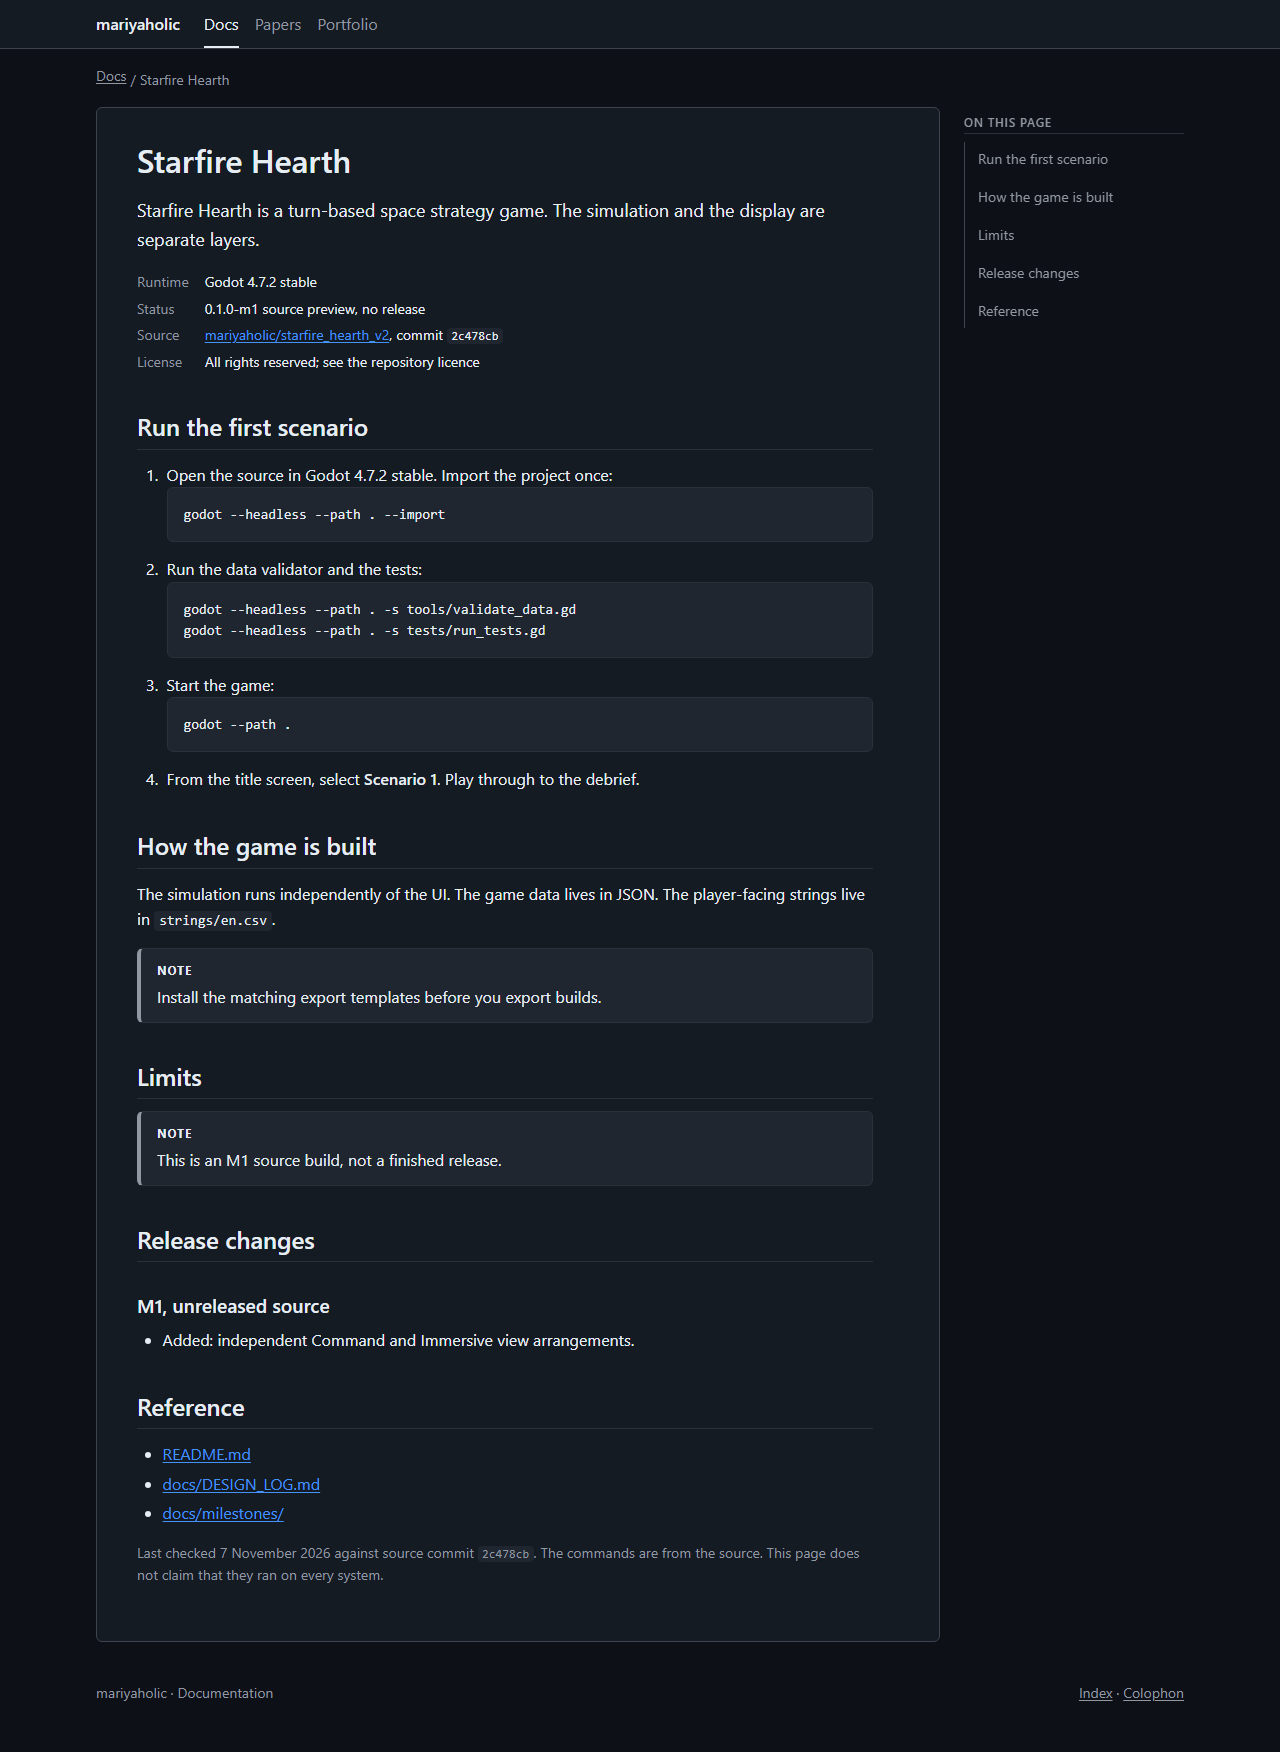 mariyaholic Docs Papers Portfolio
Docs / Starfire Hearth
Starfire Hearth
Starfire Hearth is a turn-based space strategy game. The simulation and the display are
separate layers.
Runtime Godot 4.7.2 stable
Status 0.1.0-m1 source preview, no release
Source mariyaholic/starfire_hearth_v2, commit 2c478cb
License All rights reserved; see the repository licence
Run the first scenario
1. Open the source in Godot 4.7.2 stable. Import the project once:
godot --headless --path . --import
2. Run the data validator and the tests:
godot --headless --path . -s tools/validate_data.gd
godot --headless --path . -s tests/run_tests.gd
3. Start the game:
godot --path .
4. From the title screen, select Scenario 1. Play through to the debrief.
How the game is built
The simulation runs independently of the UI. The game data lives in JSON. The player-facing strings live
in strings/en.csv.
NOTE
Install the matching export templates before you export builds.
Limits
NOTE
This is an M1 source build, not a finished release.
Release changes
M1, unreleased source
• Added: independent Command and Immersive view arrangements.
Reference
• README.md
• docs/DESIGN_LOG.md
• docs/milestones/
Last checked 7 November 2026 against source commit 2c478cb. The commands are from the source. This page does
not claim that they ran on every system.
ON THIS PAGE
Run the first scenario
How the game is built
Limits
Release changes
Reference
mariyaholic · Documentation
Index · Colophon